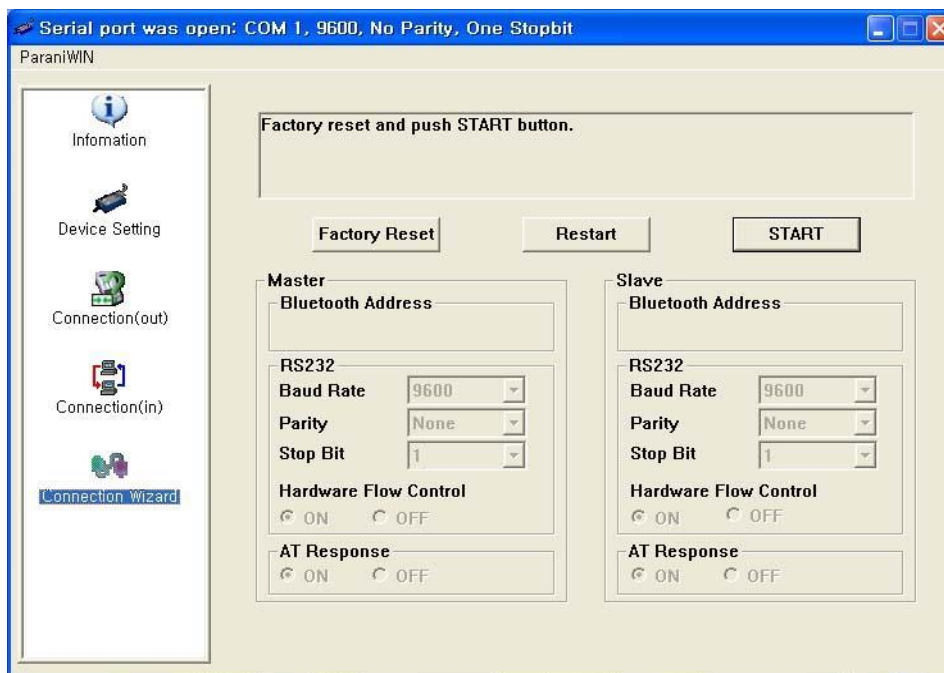 Serial port was open: COM 1, 9600, No Parity, One Stopbit
ParaniWIN
Infomation
Device Setting
Connection(out)
Connection(in)
Connection Wizard
Factory reset and push START button.
Factory Reset Restart START
Master
Bluetooth Address
RS232
Baud Rate 9600
Parity None
Stop Bit 1
Hardware Flow Control
ON OFF
AT Response
ON OFF
Slave
Bluetooth Address
RS232
Baud Rate 9600
Parity None
Stop Bit 1
Hardware Flow Control
ON OFF
AT Response
ON OFF